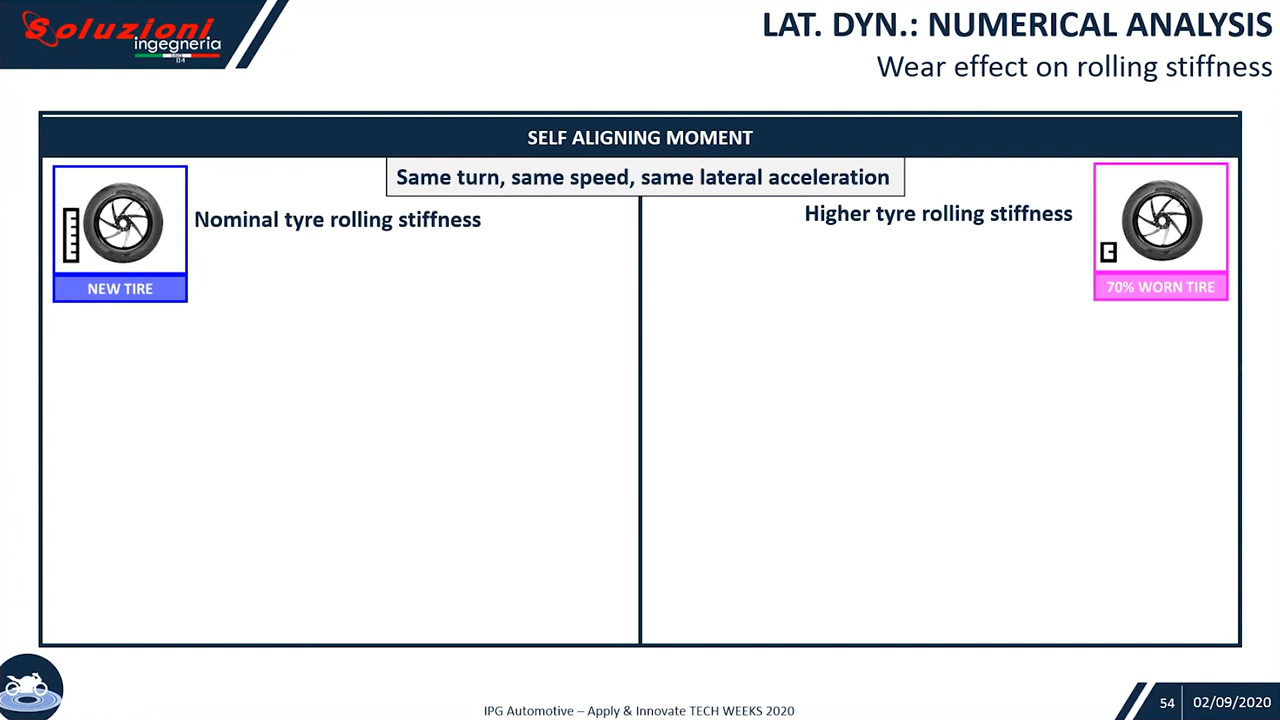 Soluzioni
ingegneria
SINCE
04
LAT. DYN.: NUMERICAL ANALYSIS
Wear effect on rolling stiffness
SELF ALIGNING MOMENT
Same turn, same speed, same lateral acceleration
Nominal tyre rolling stiffness
NEW TIRE
Higher tyre rolling stiffness
70% WORN TIRE
IPG Automotive – Apply & Innovate TECH WEEKS 2020
54
02/09/2020